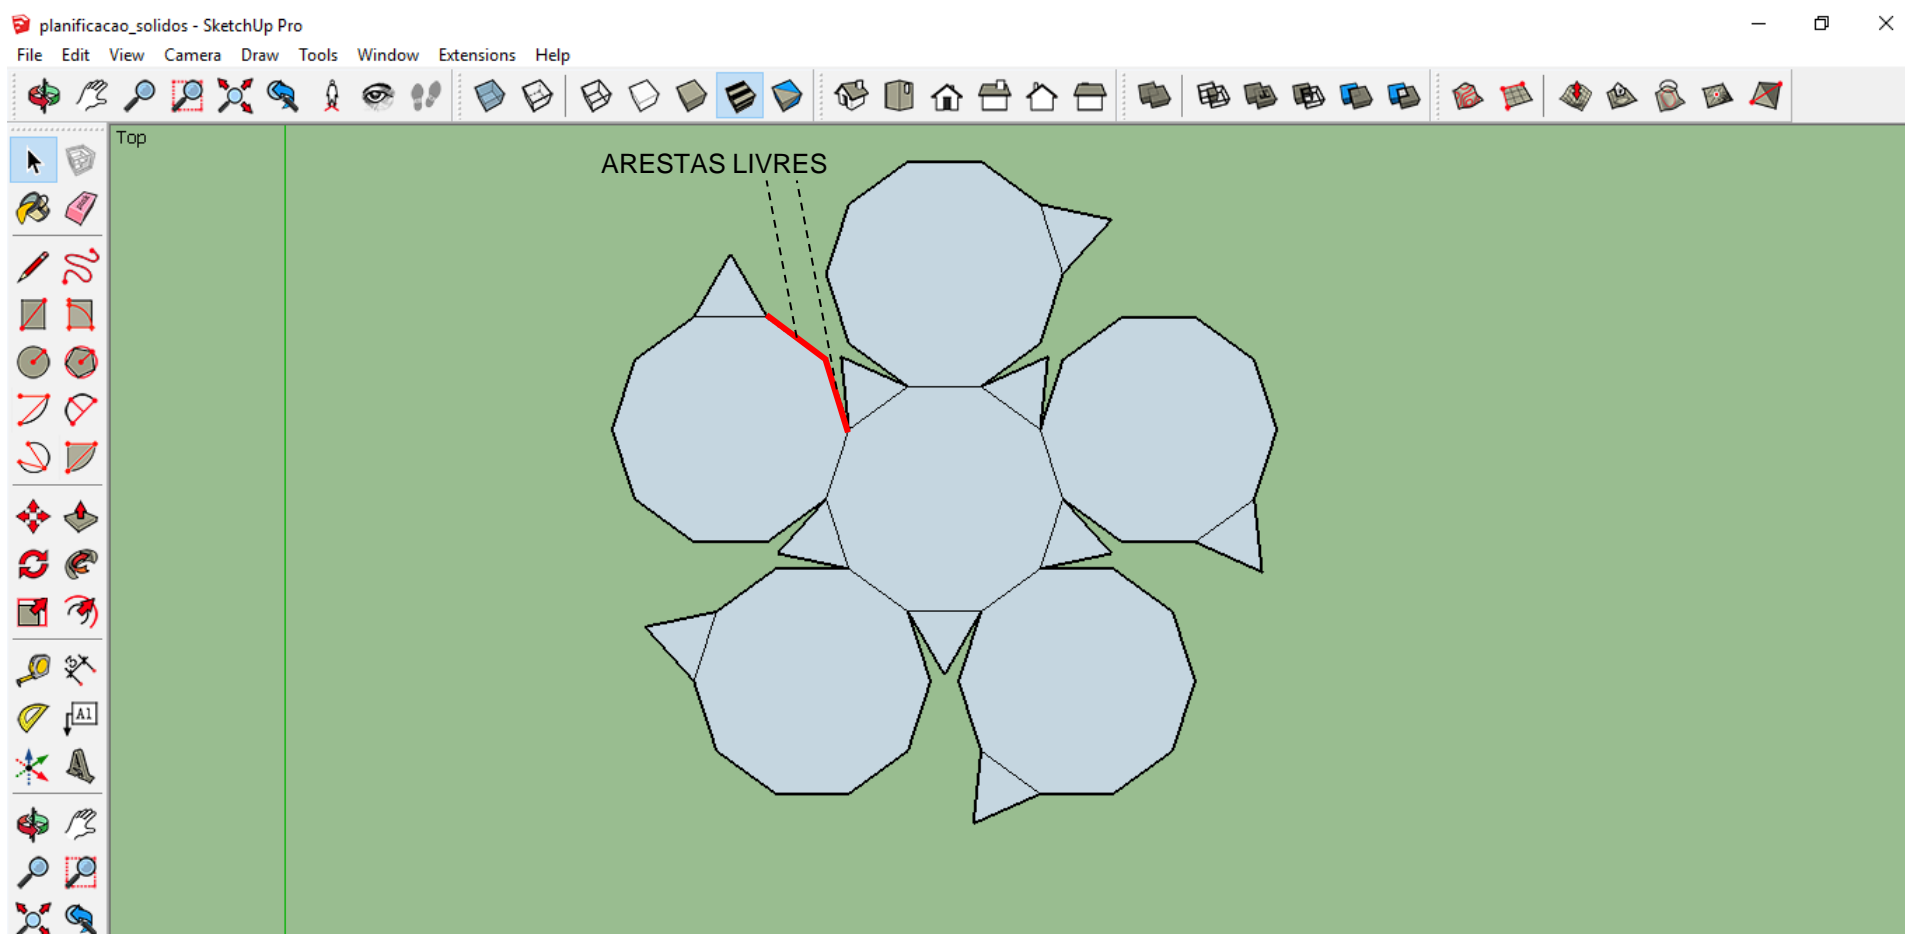 planificacao_solidos - SketchUp Pro
File Edit View Camera Draw Tools Window Extensions Help
Top
ARESTAS LIVRES
A1